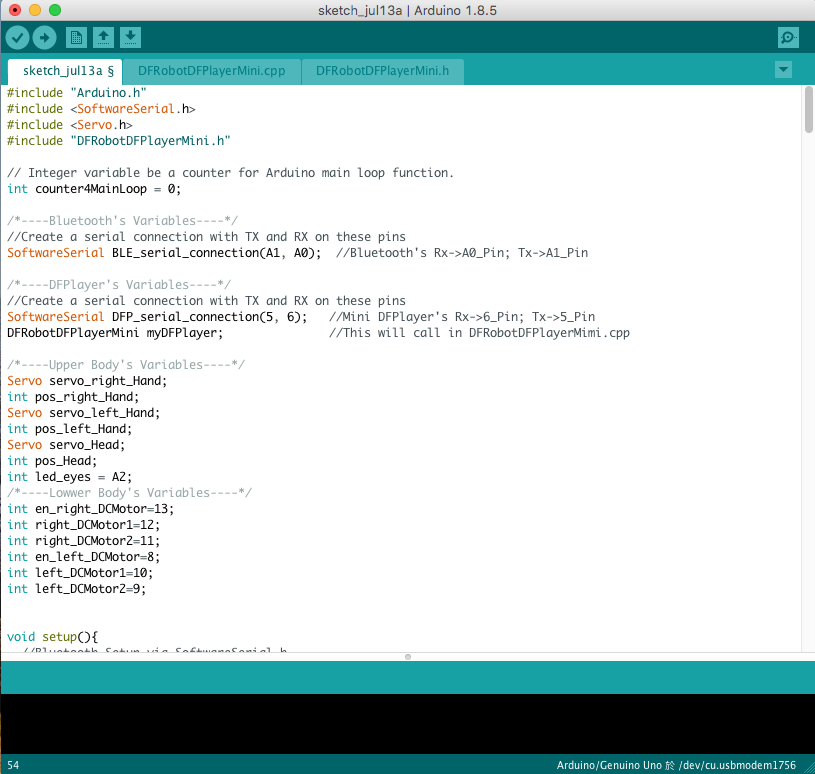 sketch_jul13a | Arduino 1.8.5
sketch_jul13a § DFRobotDFPlayerMini.cpp DFRobotDFPlayerMini.h
#include "Arduino.h"
#include <SoftwareSerial.h>
#include <Servo.h>
#include "DFRobotDFPlayerMini.h"
// Integer variable be a counter for Arduino main loop function.
int counter4MainLoop = 0;
/*----Bluetooth's Variables----*/
//Create a serial connection with TX and RX on these pins
SoftwareSerial BLE_serial_connection(A1, A0);  //Bluetooth's Rx->A0_Pin; Tx->A1_Pin
/*----DFPlayer's Variables----*/
//Create a serial connection with TX and RX on these pins
SoftwareSerial DFP_serial_connection(5, 6);   //Mini DFPlayer's Rx->6_Pin; Tx->5_Pin
DFRobotDFPlayerMini myDFPlayer;               //This will call in DFRobotDFPlayerMimi.cpp
/*----Upper Body's Variables----*/
Servo servo_right_Hand;
int pos_right_Hand;
Servo servo_left_Hand;
int pos_left_Hand;
Servo servo_Head;
int pos_Head;
int led_eyes = A2;
/*----Lowwer Body's Variables----*/
int en_right_DCMotor=13;
int right_DCMotor1=12;
int right_DCMotor2=11;
int en_left_DCMotor=8;
int left_DCMotor1=10;
int left_DCMotor2=9;
void setup(){
//Bluetooth Setup via SoftwareSerial.h
54 Arduino/Genuino Uno 於 /dev/cu.usbmodem1756